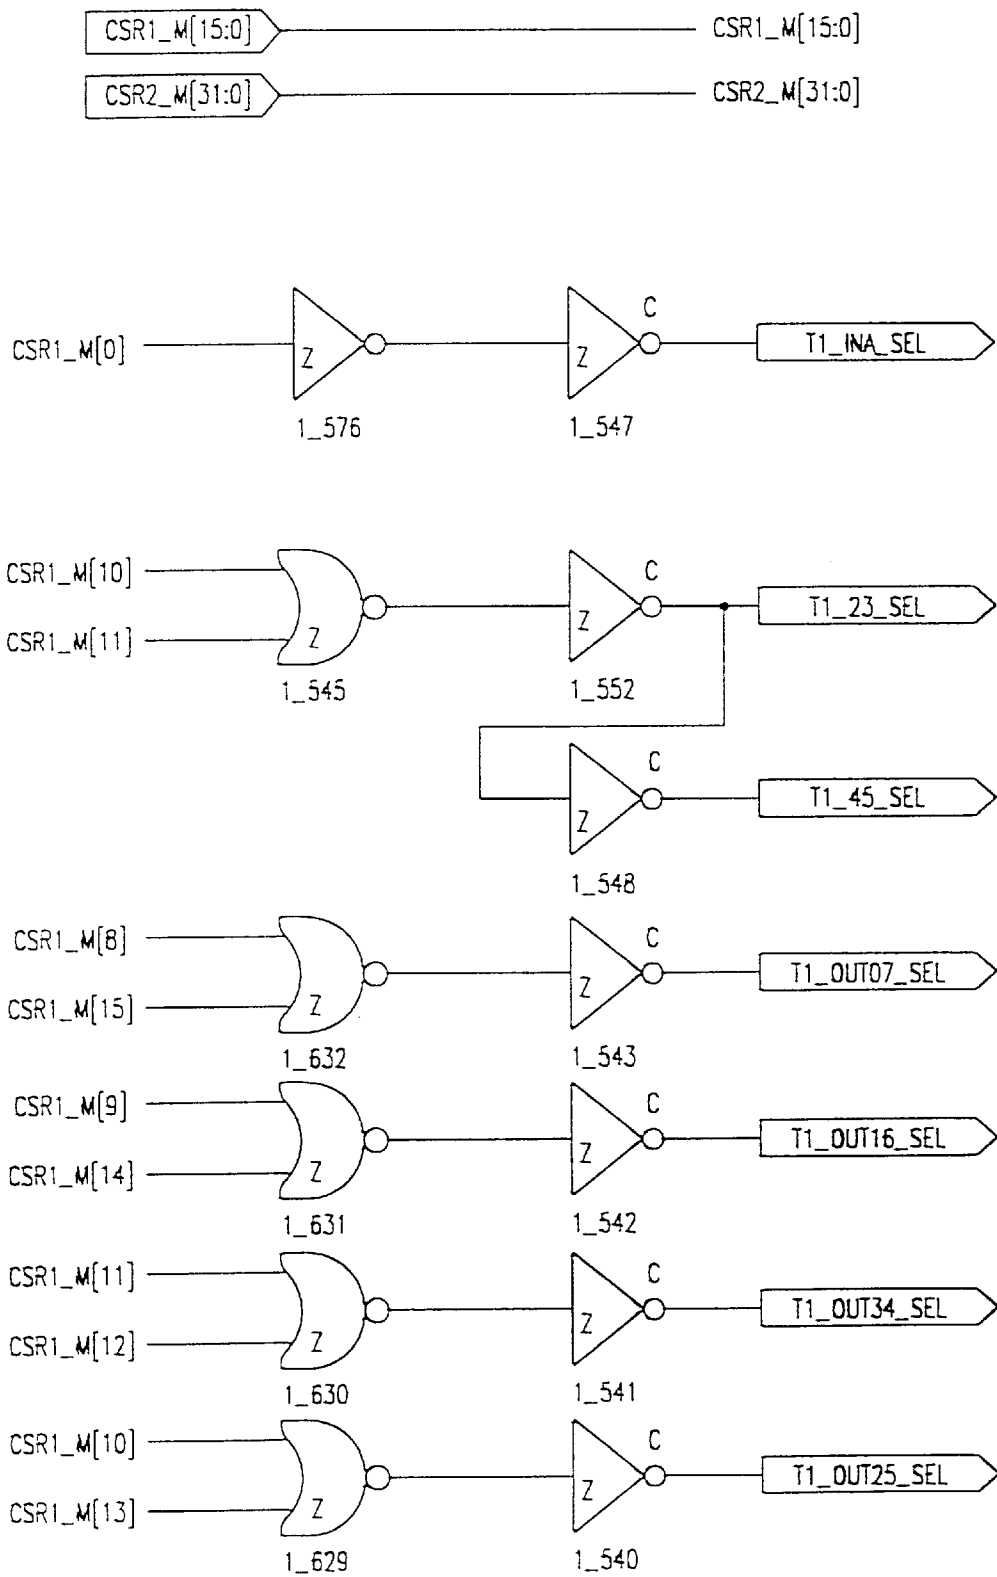 CSR1_M[15:0] CSR1_M[15:0]
CSR2_M[31:0] CSR2_M[31:0]
C
CSR1_M[0] Z Z T1_INA_SEL
1_576 1_547
CSR1_M[10] C T1_23_SEL
CSR1_M[11] Z Z
1_545 1_552
C
Z T1_45_SEL
1_548
CSR1_M[8] C
T1_OUT07_SEL
CSR1_M[15] Z Z
1_632 1_543
CSR1_M[9] C
T1_OUT16_SEL
CSR1_M[14] Z Z
1_631 1_542
CSR1_M[11] C
T1_OUT34_SEL
CSR1_M[12] Z Z
1_630 1_541
CSR1_M[10] C
T1_OUT25_SEL
CSR1_M[13] Z Z
1_629 1_540